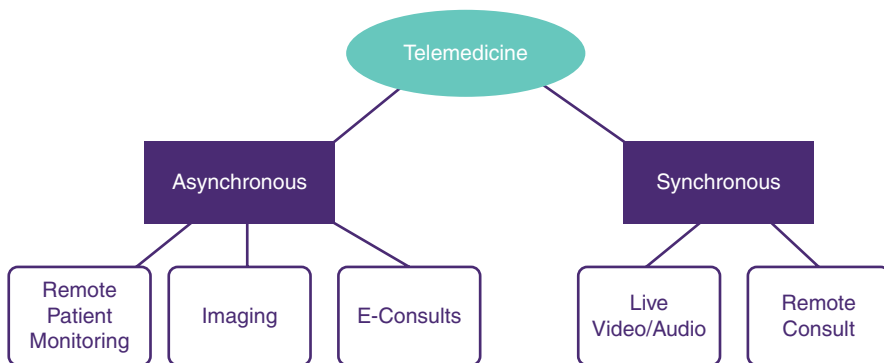 Telemedicine
Asynchronous
Synchronous
Remote
Patient
Monitoring
Imaging
E-Consults
Live
Video/Audio
Remote
Consult